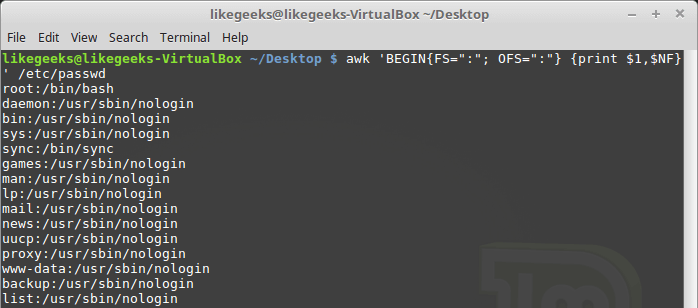 likegeeks@likegeeks-VirtualBox ~/Desktop
File Edit View Search Terminal Help
likegeeks@likegeeks-VirtualBox ~/Desktop $ awk 'BEGIN{FS=":"; OFS=":"} {print $1,$NF}
' /etc/passwd
root:/bin/bash
daemon:/usr/sbin/nologin
bin:/usr/sbin/nologin
sys:/usr/sbin/nologin
sync:/bin/sync
games:/usr/sbin/nologin
man:/usr/sbin/nologin
lp:/usr/sbin/nologin
mail:/usr/sbin/nologin
news:/usr/sbin/nologin
uucp:/usr/sbin/nologin
proxy:/usr/sbin/nologin
www-data:/usr/sbin/nologin
backup:/usr/sbin/nologin
list:/usr/sbin/nologin